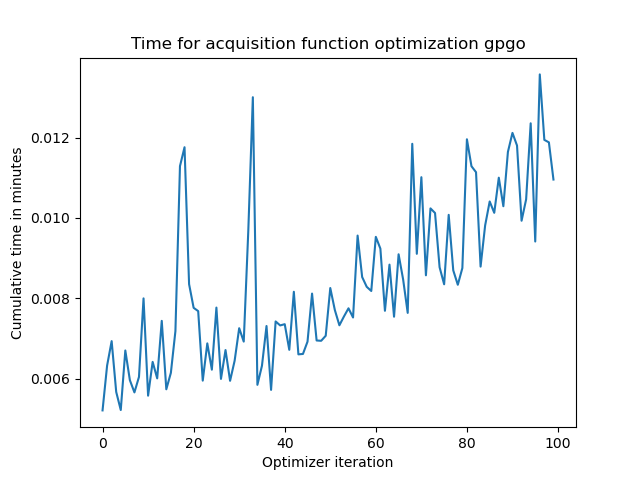 Time for acquisition function optimization gpgo
Cumulative time in minutes
0.012
0.010
0.008
0.006
0 20 40 60 80 100
Optimizer iteration